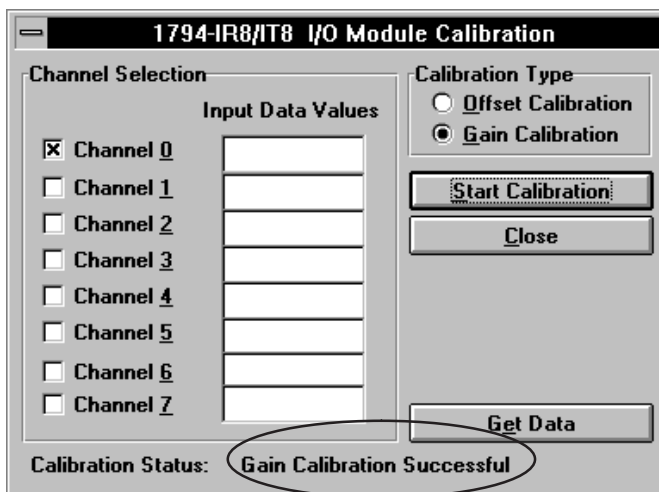 1794-IR8/IT8 I/O Module Calibration
Channel Selection
Input Data Values
Channel 0
Channel 1
Channel 2
Channel 3
Channel 4
Channel 5
Channel 6
Channel 7
Calibration Type
Offset Calibration
Gain Calibration
Start Calibration
Close
Get Data
Calibration Status: Gain Calibration Successful